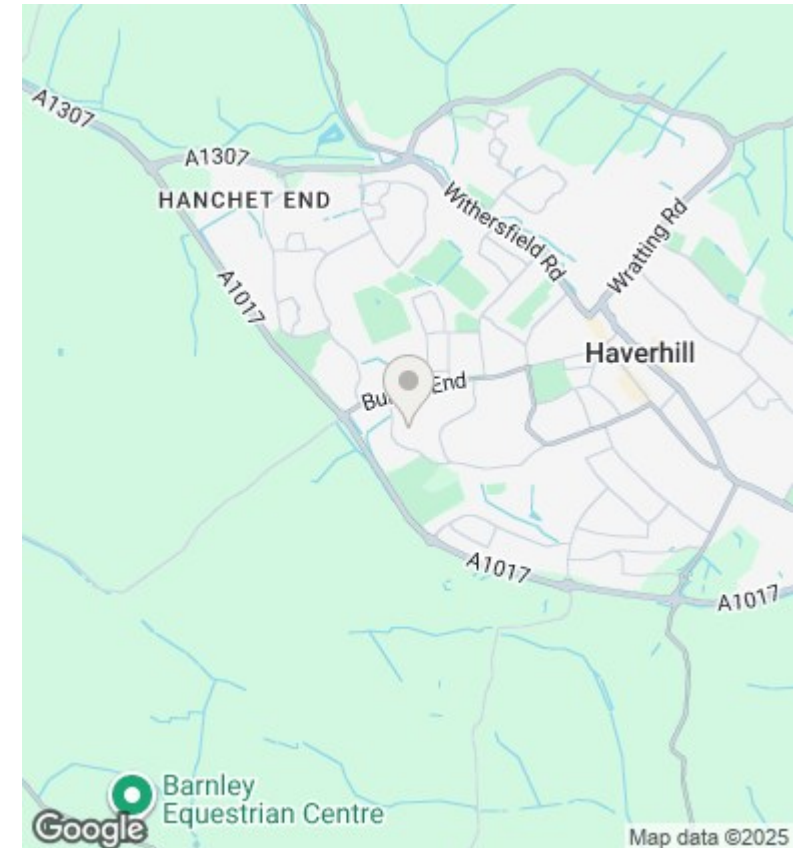 A1307
A1307
HANCHET END
Withersfield Rd
Wratting Rd
A1017
Haverhill
End
A1017
A1017
Barnley
Equestrian Centre
Google
Map data ©2025